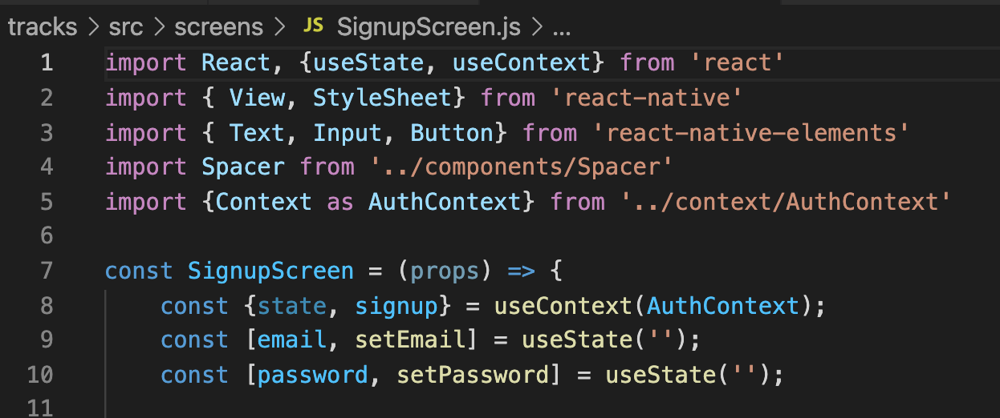 tracks > src > screens > JS SignupScreen.js > ...
1 import React, {useState, useContext} from 'react'
2 import { View, StyleSheet} from 'react-native'
3 import { Text, Input, Button} from 'react-native-elements'
4 import Spacer from '../components/Spacer'
5 import {Context as AuthContext} from '../context/AuthContext'
6
7 const SignupScreen = (props) => {
8     const {state, signup} = useContext(AuthContext);
9     const [email, setEmail] = useState('');
10     const [password, setPassword] = useState('');
11